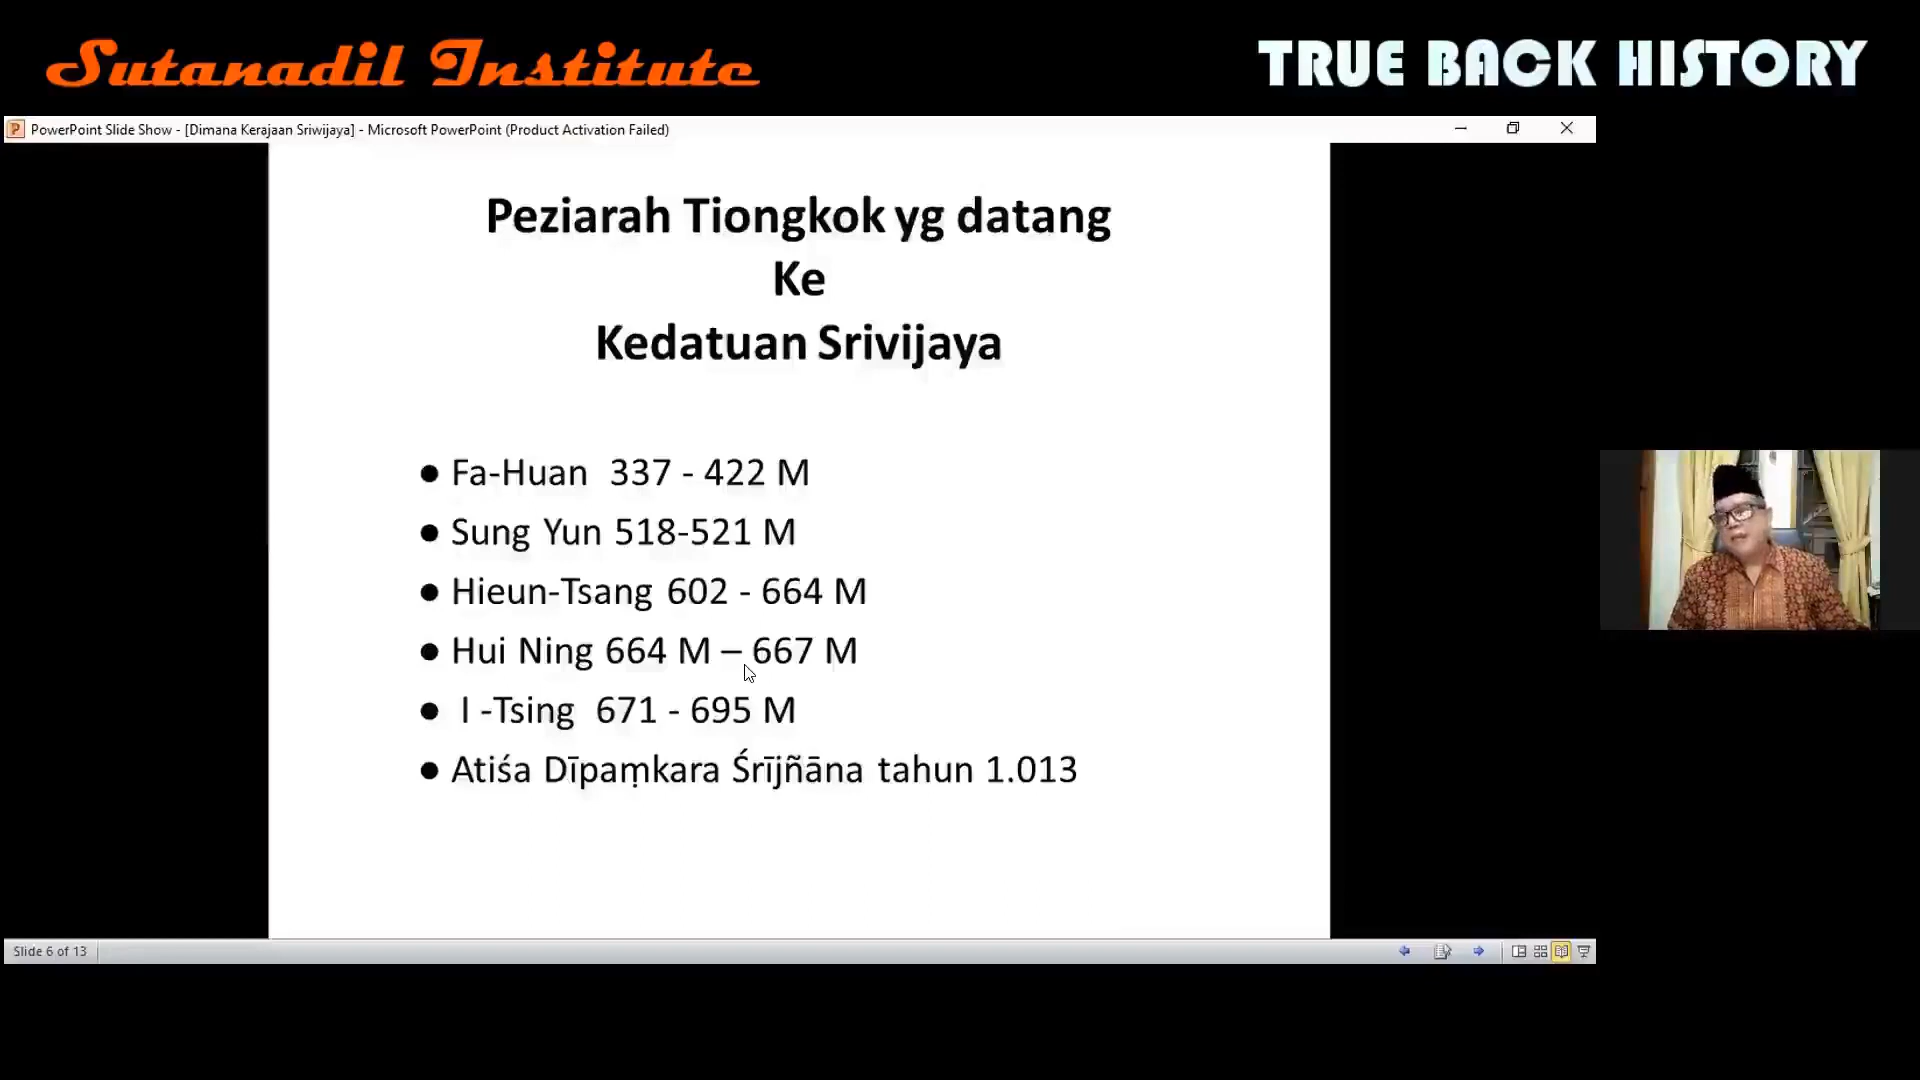 Sutanadil Institute
TRUE BACK HISTORY
PowerPoint Slide Show - [Dimana Kerajaan Sriwijaya] - Microsoft PowerPoint (Product Activation Failed)
Peziarah Tiongkok yg datang
Ke
Kedatuan Srivijaya
● Fa-Huan 337 - 422 M
● Sung Yun 518-521 M
● Hieun-Tsang 602 - 664 M
● Hui Ning 664 M – 667 M
● I -Tsing 671 - 695 M
● Atiśa Dīpaṃkara Śrījñāna tahun 1.013
Slide 6 of 13